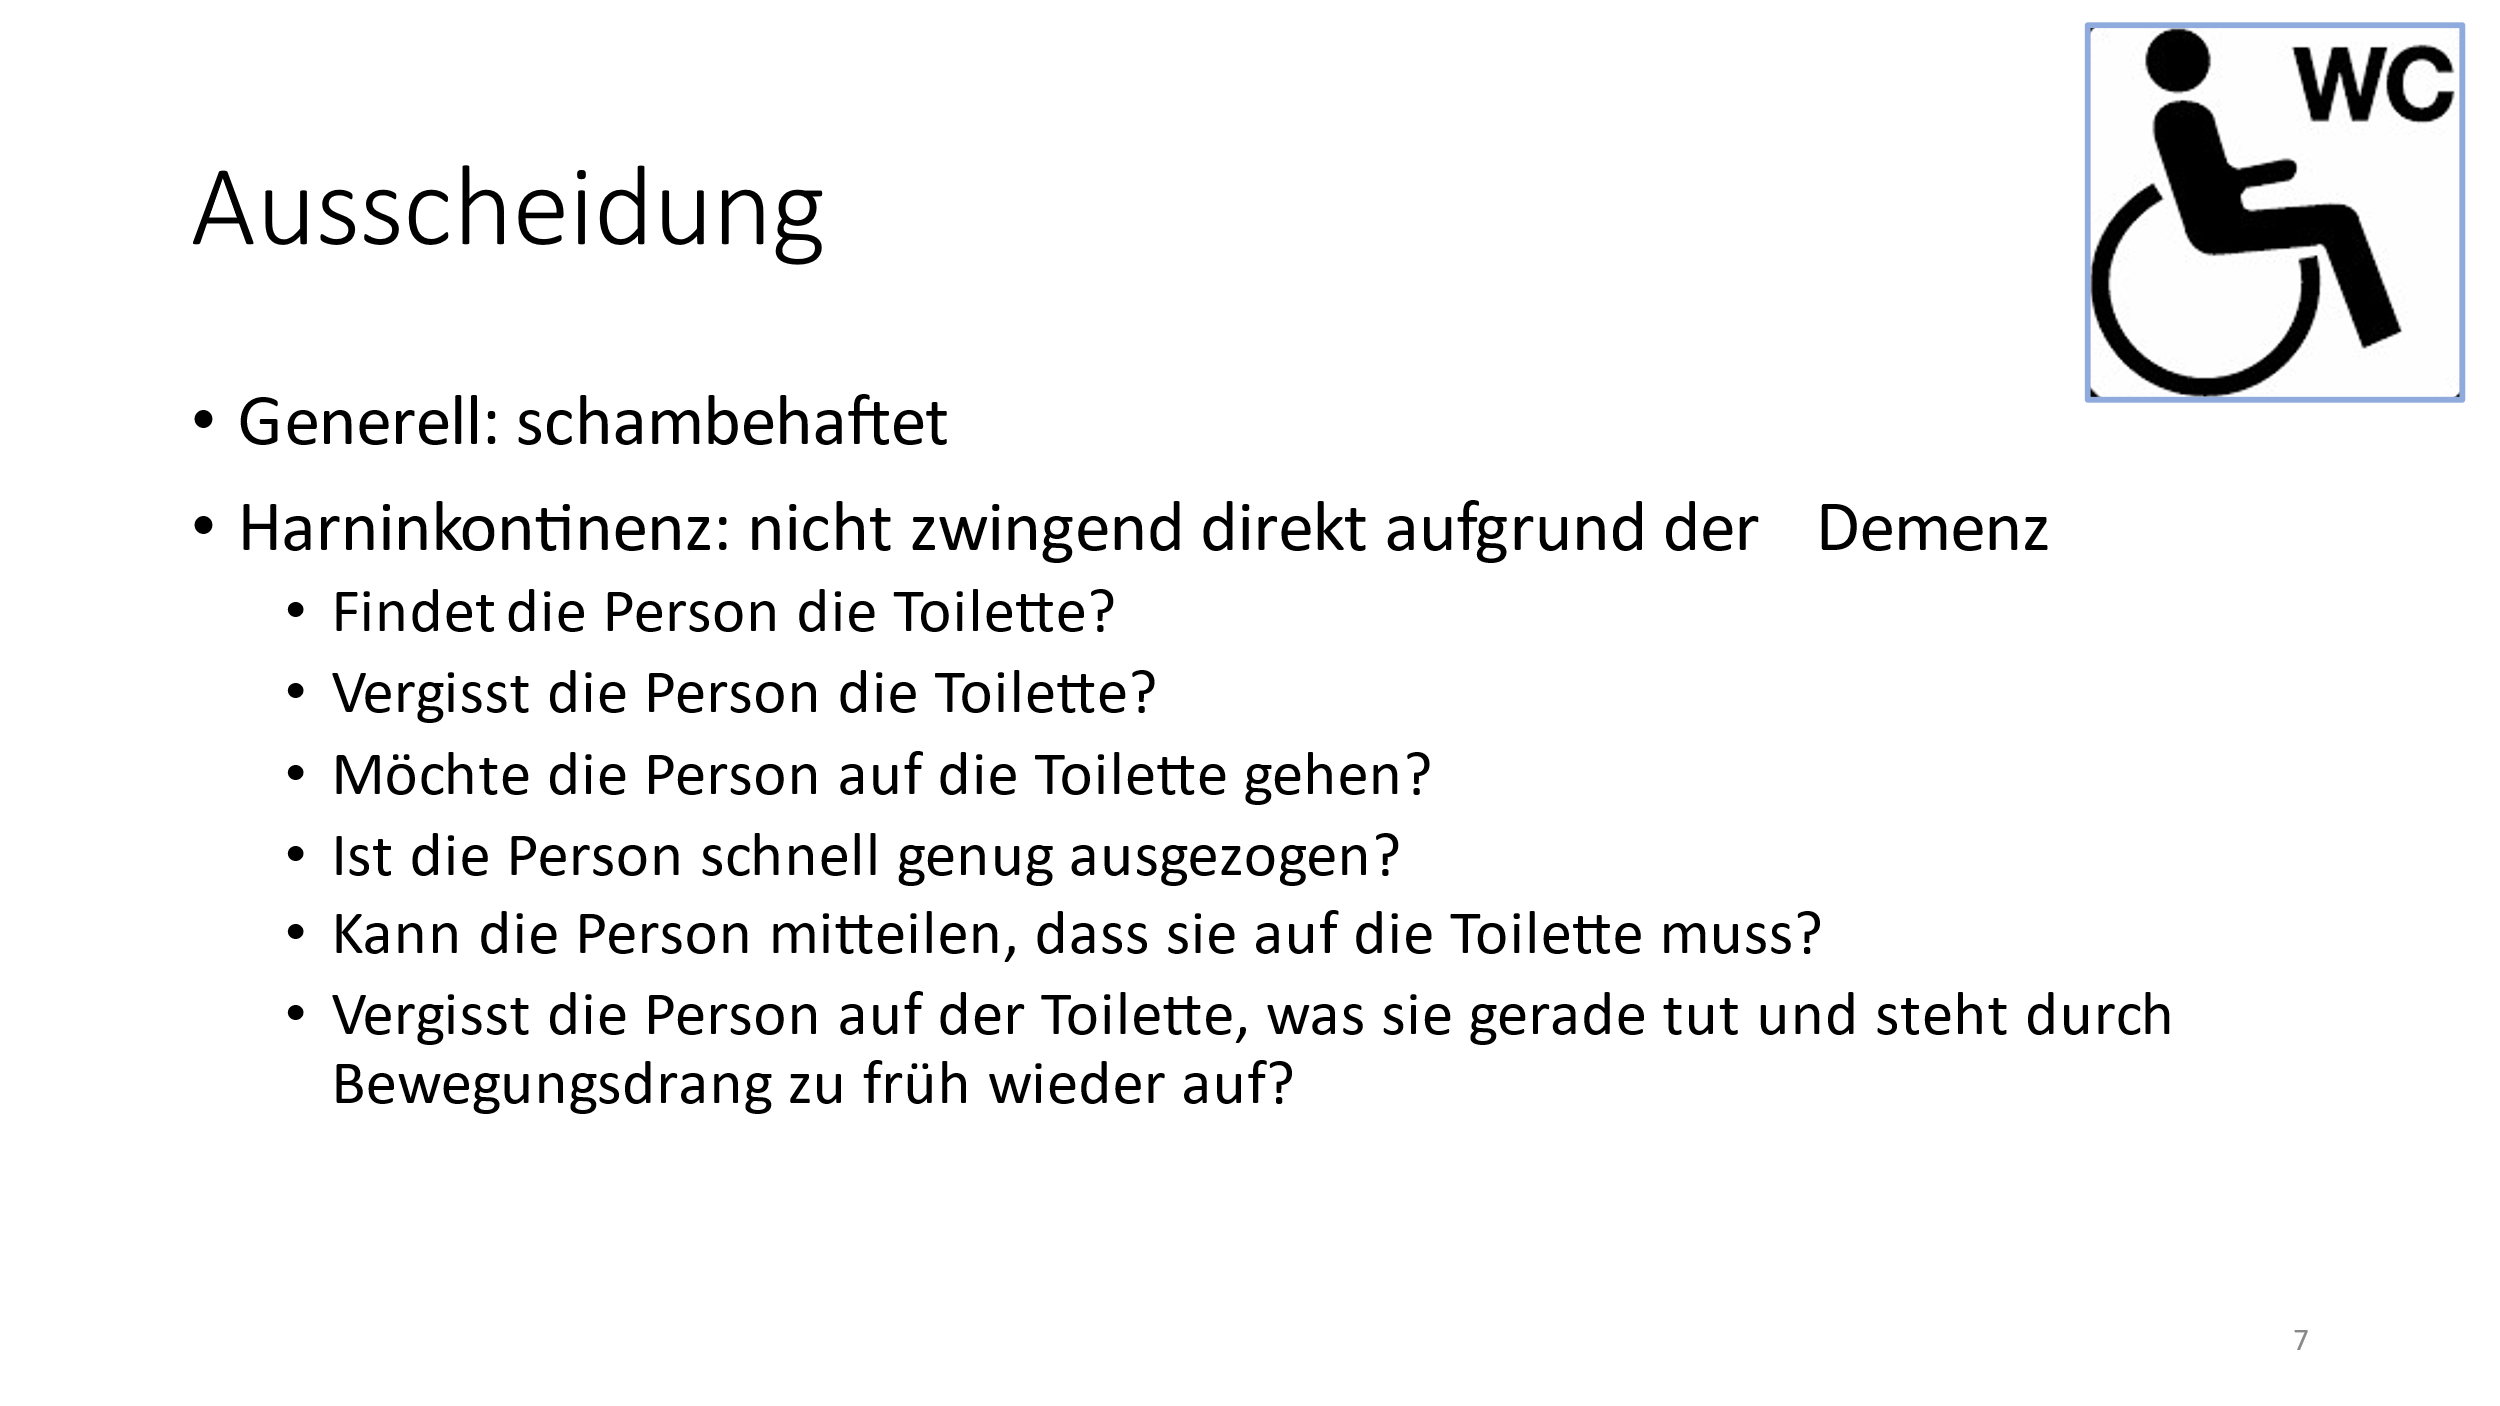 WC
Ausscheidung
• Generell: schambehaftet
• Harninkontinenz: nicht zwingend direkt aufgrund der Demenz
• Findet die Person die Toilette?
• Vergisst die Person die Toilette?
• Möchte die Person auf die Toilette gehen?
• Ist die Person schnell genug ausgezogen?
• Kann die Person mitteilen, dass sie auf die Toilette muss?
• Vergisst die Person auf der Toilette, was sie gerade tut und steht durch
Bewegungsdrang zu früh wieder auf?
7